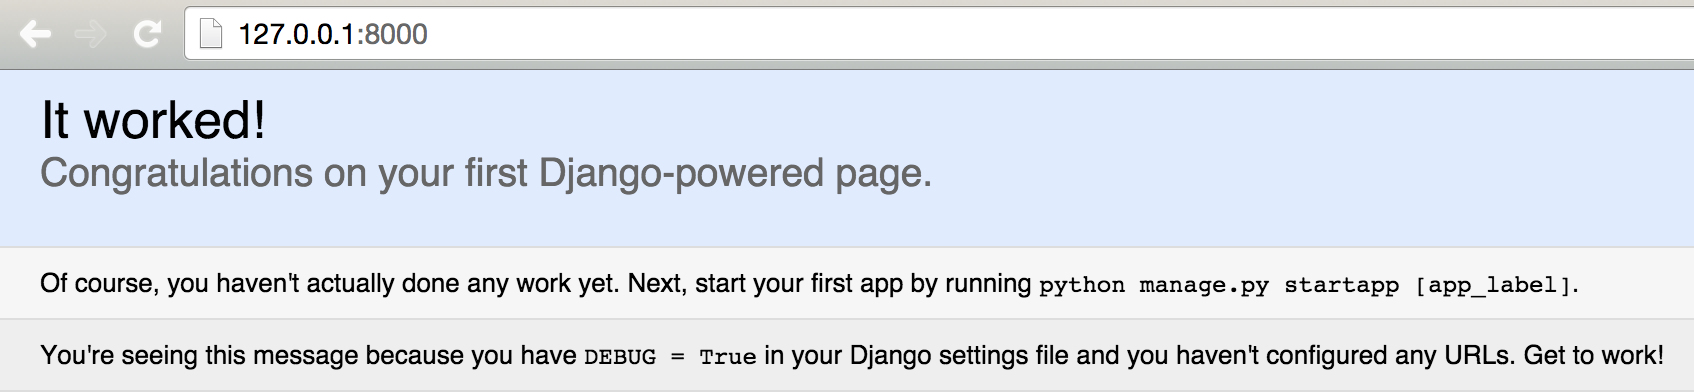 127.0.0.1:8000
It worked!
Congratulations on your first Django-powered page.
Of course, you haven't actually done any work yet. Next, start your first app by running python manage.py startapp [app_label].
You're seeing this message because you have DEBUG = True in your Django settings file and you haven't configured any URLs. Get to work!